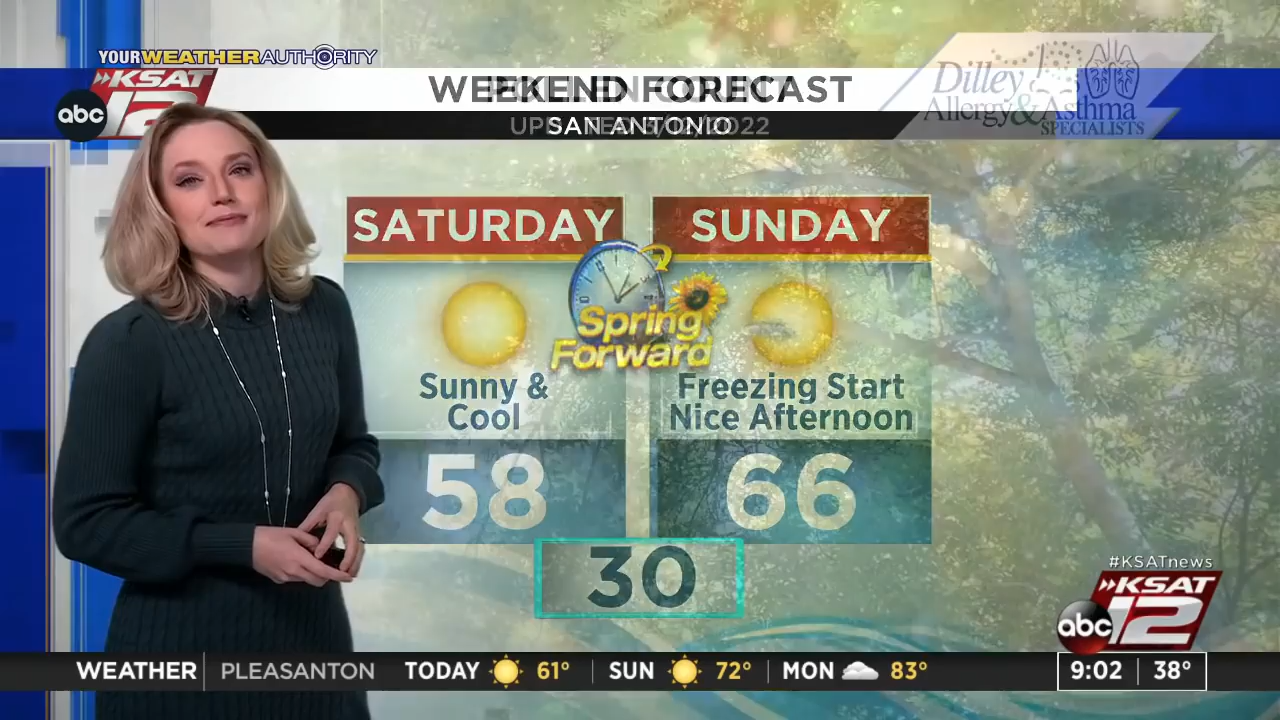 YOUR WEATHER AUTHORITY
KSAT
abc 12
WEEKEND FORECAST
SAN ANTONIO
Dilley
Allergy & Asthma
SPECIALISTS
SATURDAY
SUNDAY
Spring
Forward
Sunny &
Cool
Freezing Start
Nice Afternoon
58
66
30
#KSATnews
KSAT
abc 12
WEATHER PLEASANTON TODAY 61° SUN 72° MON 83° 9:02 38°